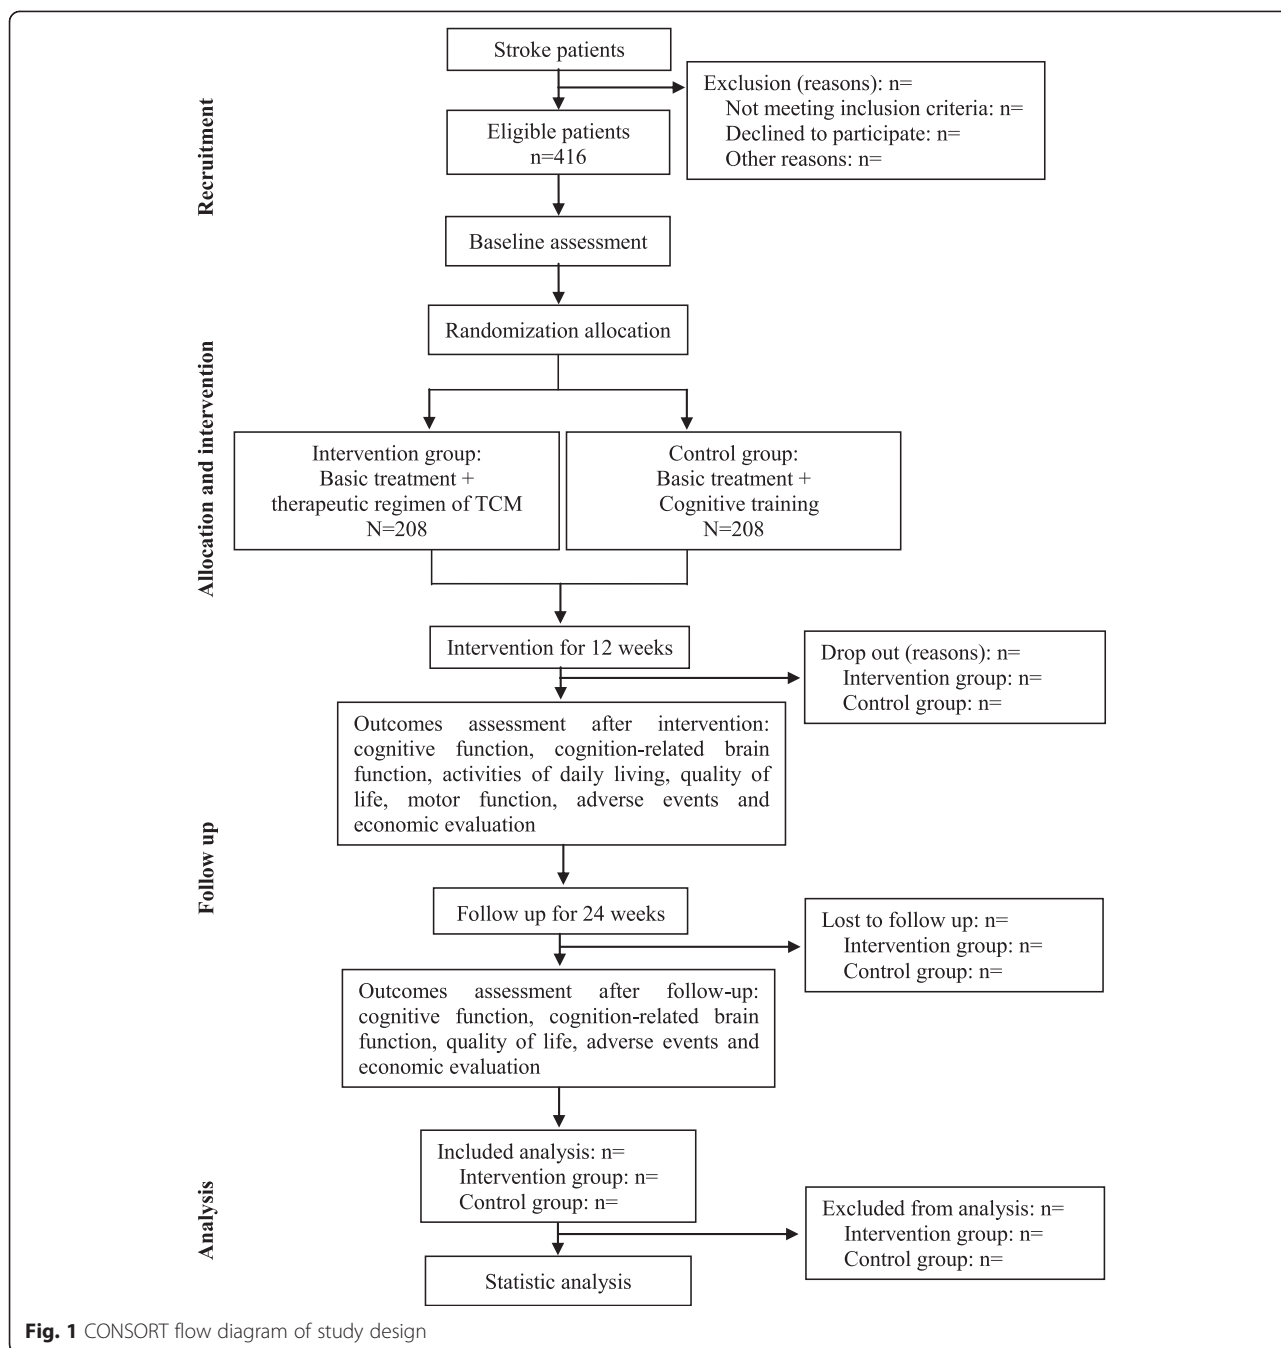 Stroke patients
Exclusion (reasons): n=
Not meeting inclusion criteria: n=
Declined to participate: n=
Other reasons: n=
Recruitment
Eligible patients
n=416
Baseline assessment
Randomization allocation
Allocation and intervention
Intervention group:
Basic treatment +
therapeutic regimen of TCM
N=208
Control group:
Basic treatment +
Cognitive training
N=208
Intervention for 12 weeks
Drop out (reasons): n=
Intervention group: n=
Control group: n=
Outcomes assessment after intervention:
cognitive function, cognition-related brain
function, activities of daily living, quality of
life, motor function, adverse events and
economic evaluation
Follow up
Follow up for 24 weeks
Lost to follow up: n=
Intervention group: n=
Control group: n=
Outcomes assessment after follow-up:
cognitive function, cognition-related brain
function, quality of life, adverse events and
economic evaluation
Included analysis: n=
Intervention group: n=
Control group: n=
Analysis
Excluded from analysis: n=
Intervention group: n=
Control group: n=
Statistic analysis
Fig. 1 CONSORT flow diagram of study design